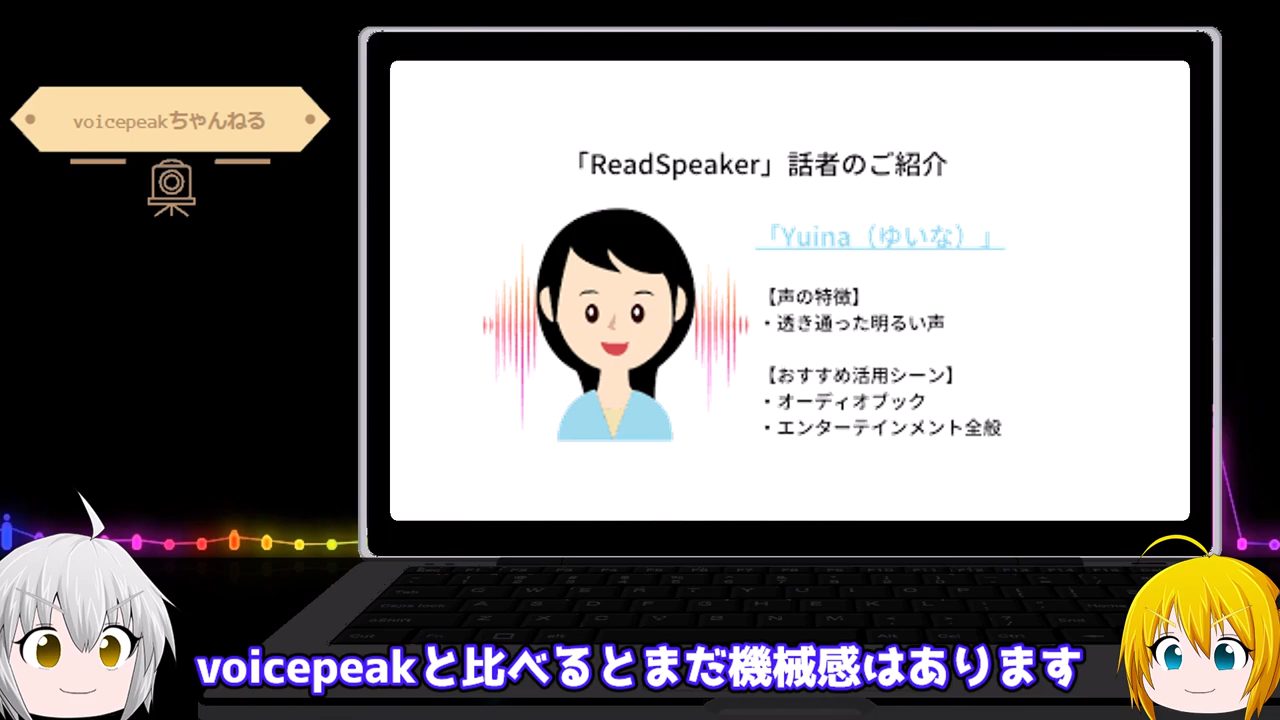 voicepeakちゃんねる
「ReadSpeaker」話者のご紹介
「Yuina（ゆいな）」
【声の特徴】
・透き通った明るい声
【おすすめ活用シーン】
・オーディオブック
・エンターテインメント全般
voicepeakと比べるとまだ機械感はあります